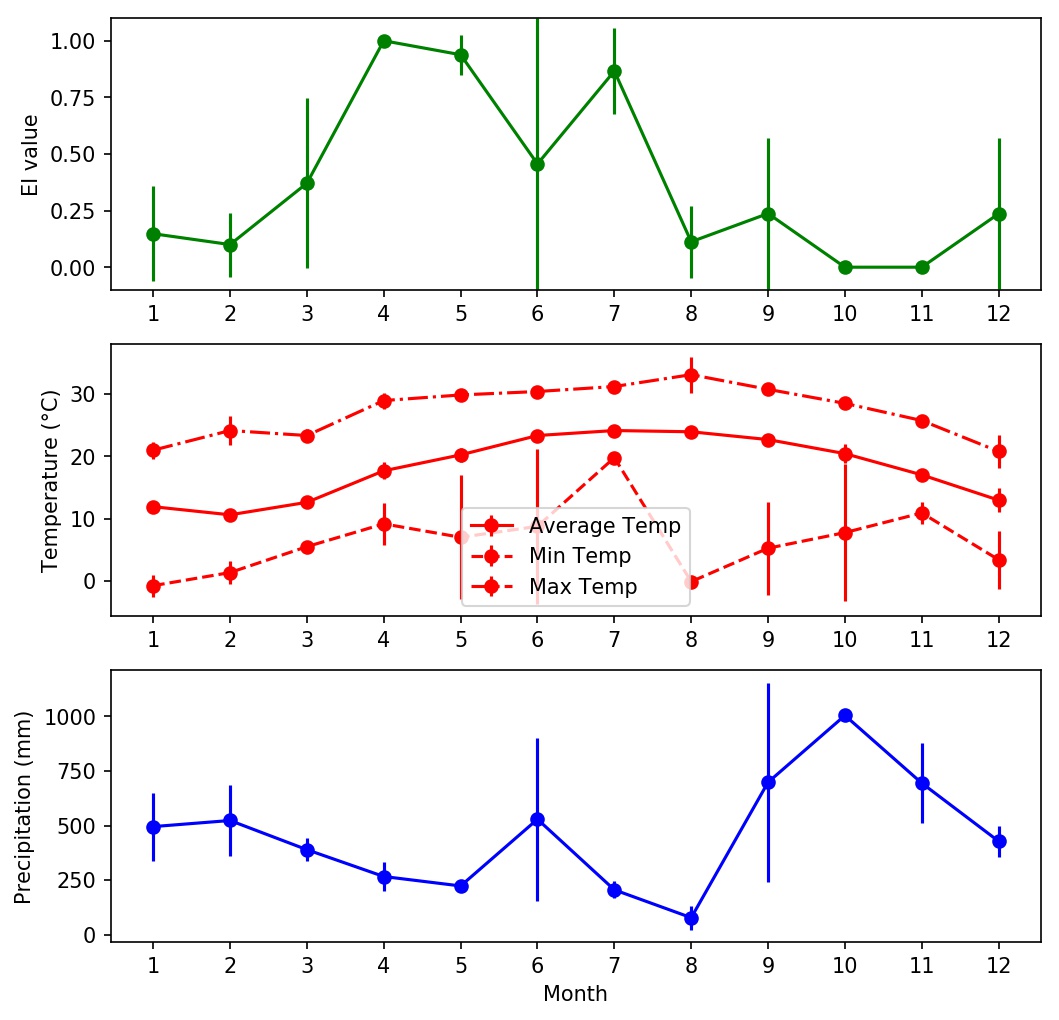 EI value
1.00
0.75
0.50
0.25
0.00
1 2 3 4 5 6 7 8 9 10 11 12
Temperature (°C)
30
20
10
0
Average Temp
Min Temp
Max Temp
1 2 3 4 5 6 7 8 9 10 11 12
Precipitation (mm)
1000
750
500
250
0
1 2 3 4 5 6 7 8 9 10 11 12
Month